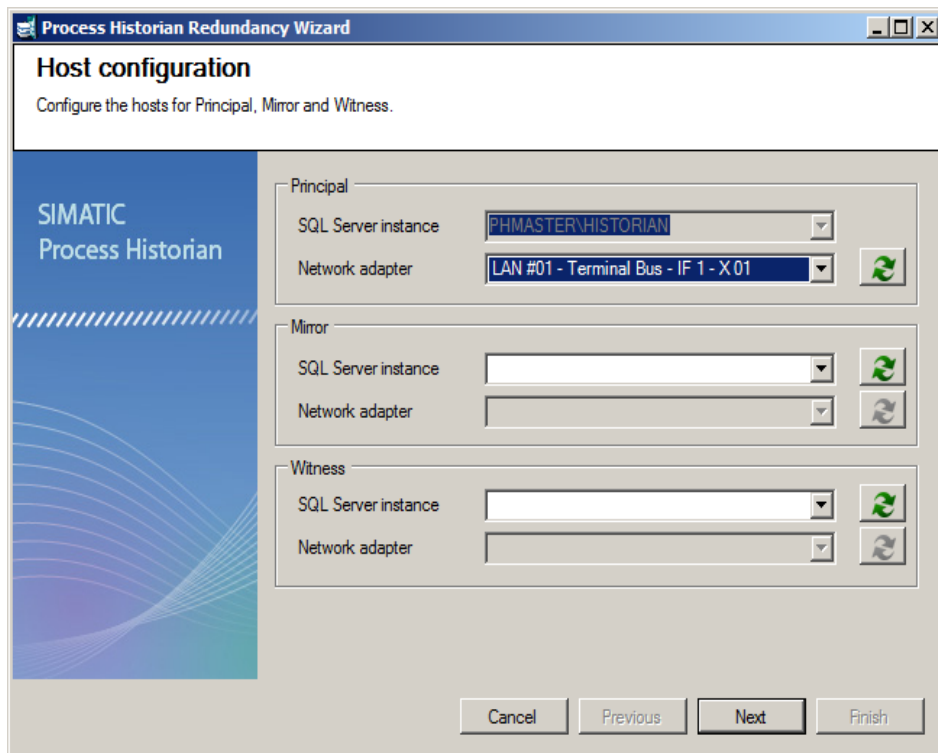 Process Historian Redundancy Wizard
Host configuration
Configure the hosts for Principal, Mirror and Witness.
SIMATIC
Process Historian
Principal
SQL Server instance
PHMASTER\HISTORIAN
Network adapter
LAN #01 - Terminal Bus - IF 1 - X 01
Mirror
SQL Server instance
Network adapter
Witness
SQL Server instance
Network adapter
Cancel
Previous
Next
Finish